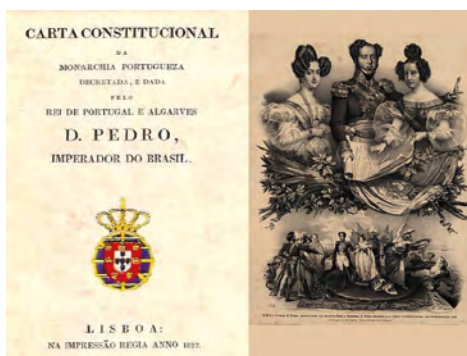 CARTA CONSTITUCIONAL
DA
MONARCHIA PORTUGUEZA
DECRETADA, E DADA
PELO
REI DE PORTUGAL E ALGARVES
D. PEDRO,
IMPERADOR DO BRASIL.
LISBOA:
NA IMPRESSÃO REGIA ANNO